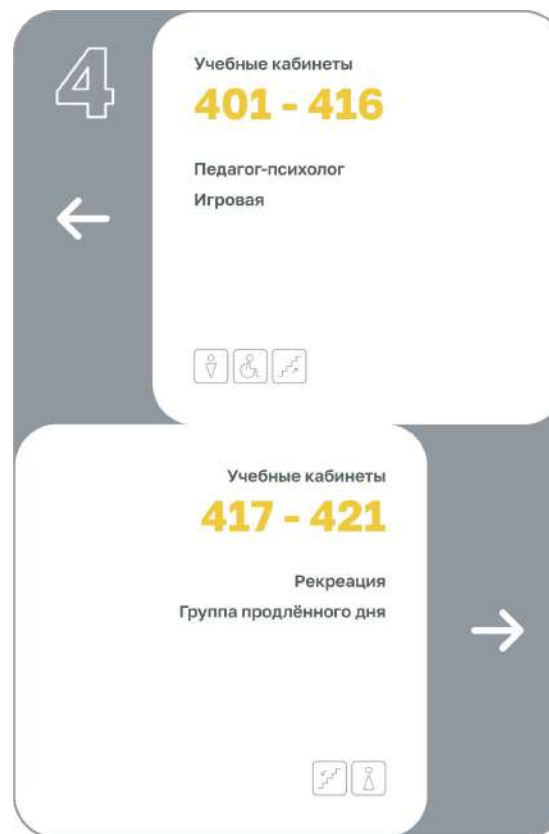 4
Учебные кабинеты
401 - 416
Педагог-психолог
Игровая
Учебные кабинеты
417 - 421
Рекреация
Группа продлённого дня